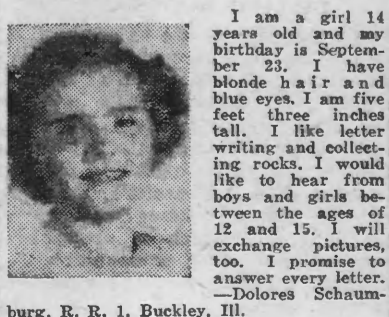 I am a girl 14
years old and my
birthday is Septem-
ber 23. I have
blonde hair and
blue eyes. I am five
feet three inches
tall. I like letter
writing and collect-
ing rocks. I would
like to hear from
boys and girls be-
tween the ages of
12 and 15. I will
exchange pictures,
too. I promise to
answer every letter.
—Dolores Schaum-
burg, R. R. 1, Buckley, Ill.